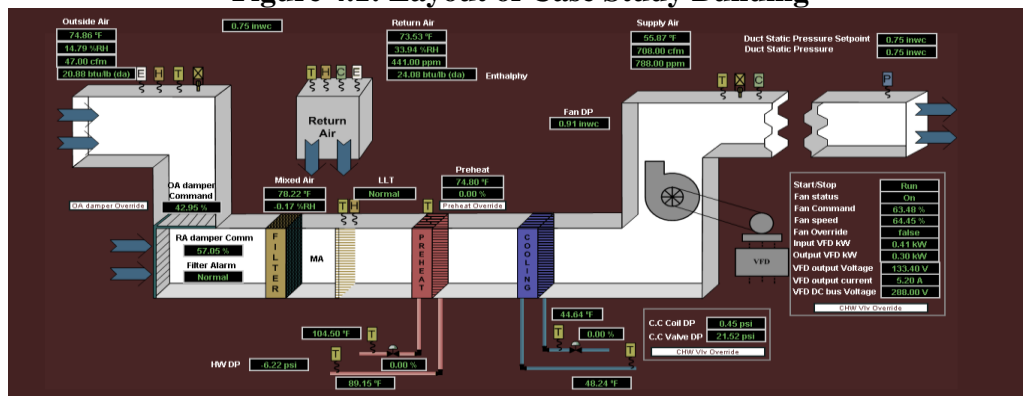 Outside Air
74.86 °F
14.79 %RH
47.00 cfm
20.88 btu/lb (da)
E H T
0.75 inwc
Return Air
73.53 °F
33.94 %RH
441.00 ppm
24.08 btu/lb (da)
Enthalphy
T H C E
Return
Air
Supply Air
55.87 °F
708.00 cfm
788.00 ppm
T C
Duct Static Pressure Setpoint 0.75 inwc
Duct Static Pressure 0.75 inwc
P
Fan DP
0.91 inwc
OA damper
Command
42.95 %
OA damper Override
Mixed Air
78.22 °F
-0.17 %RH
LLT
Normal
T H
Preheat
74.80 °F
0.00 %
Preheat Override
T
RA damper Comm
57.05 %
Filter Alarm
Normal
FILTER
MA
PREHEAT
COOLING
VFD
Start/Stop Run
Fan status On
Fan Command 63.48 %
Fan speed 64.45 %
Fan Override false
Input VFD kW 0.41 kW
Output VFD kW 0.30 kW
VFD output Voltage 133.40 V
VFD output current 5.20 A
VFD DC bus Voltage 288.00 V
CHW Vlv Override
104.50 °F
T
T
0.00 %
HW DP -6.22 psi
89.15 °F
44.64 °F
T
0.00 %
T
48.24 °F
C.C Coil DP 0.45 psi
C.C Valve DP 21.52 psi
CHW Vlv Override